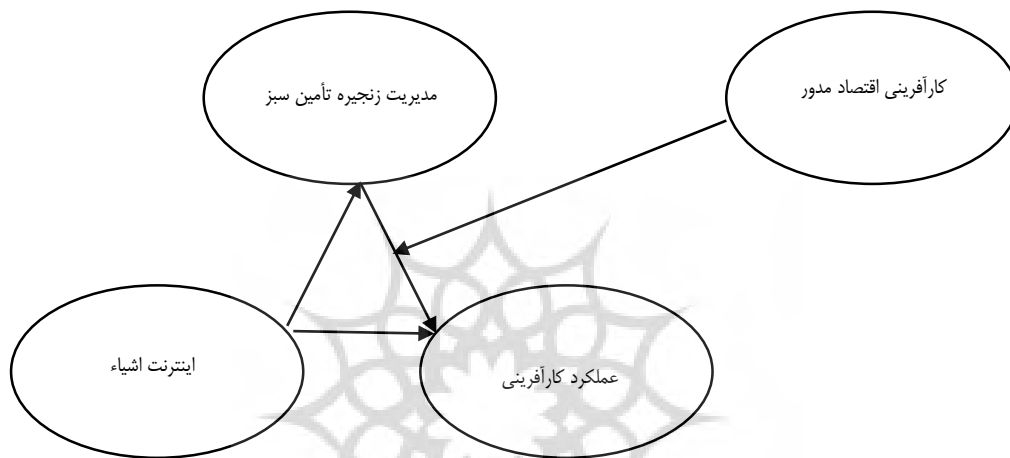 مدیریت زنجیره تأمین سبز
کارآفرینی اقتصاد مدور
اینترنت اشیاء
عملکرد کارآفرینی